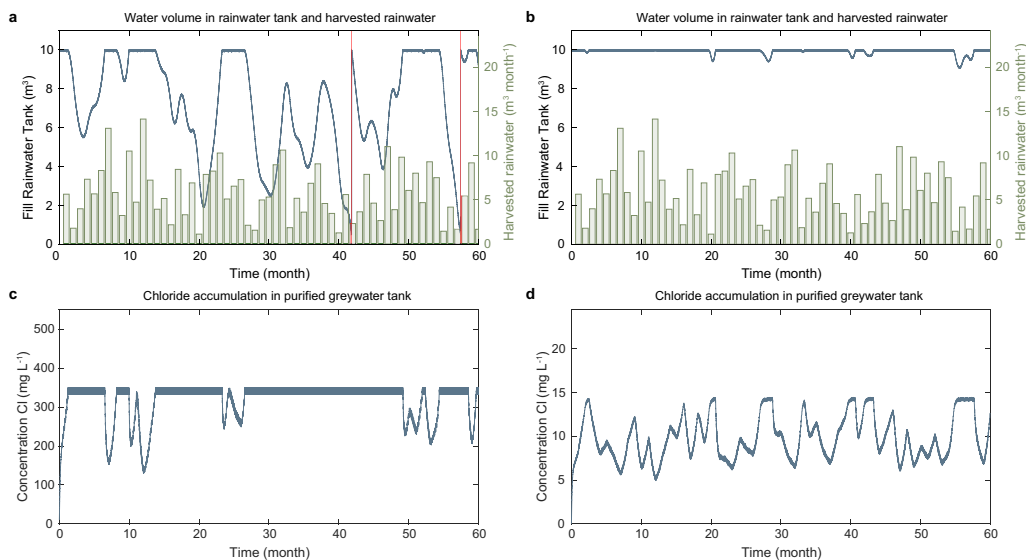 a
Water volume in rainwater tank and harvested rainwater
Fill Rainwater Tank (m³)
10
8
6
4
2
0
20
15
10
5
0
Harvested rainwater (m³ month⁻¹)
0 10 20 30 40 50 60
Time (month)
b
Water volume in rainwater tank and harvested rainwater
Fill Rainwater Tank (m³)
10
8
6
4
2
0
20
15
10
5
0
Harvested rainwater (m³ month⁻¹)
0 10 20 30 40 50 60
Time (month)
c
Chloride accumulation in purified greywater tank
Concentration Cl (mg L⁻¹)
500
400
300
200
100
0
0 10 20 30 40 50 60
Time (month)
d
Chloride accumulation in purified greywater tank
Concentration Cl (mg L⁻¹)
20
15
10
5
0
0 10 20 30 40 50 60
Time (month)